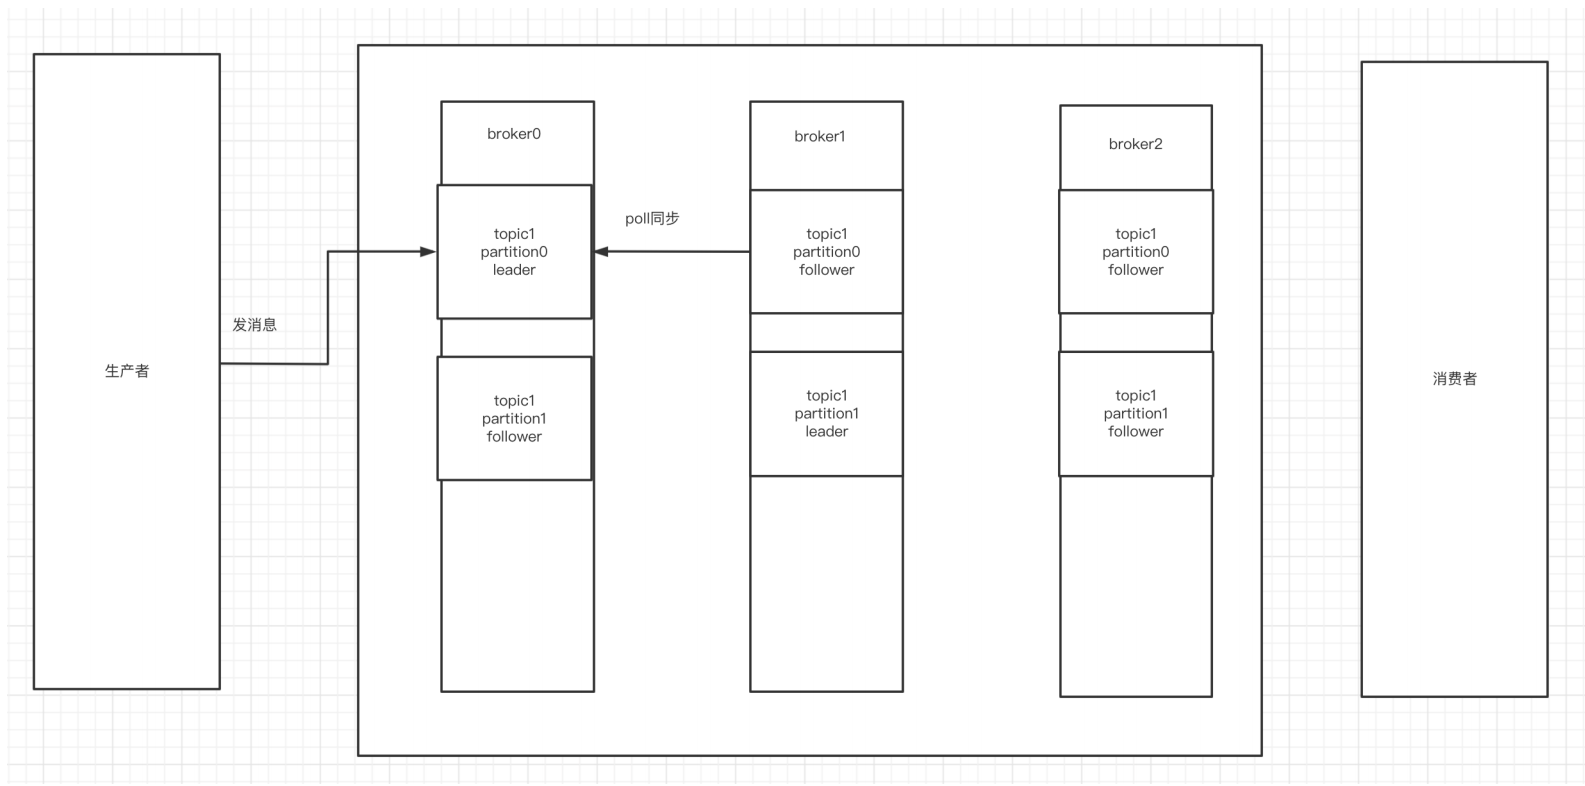 生产者
发消息
broker0
topic1
partition0
leader
topic1
partition1
follower
poll同步
broker1
topic1
partition0
follower
topic1
partition1
leader
broker2
topic1
partition0
follower
topic1
partition1
follower
消费者